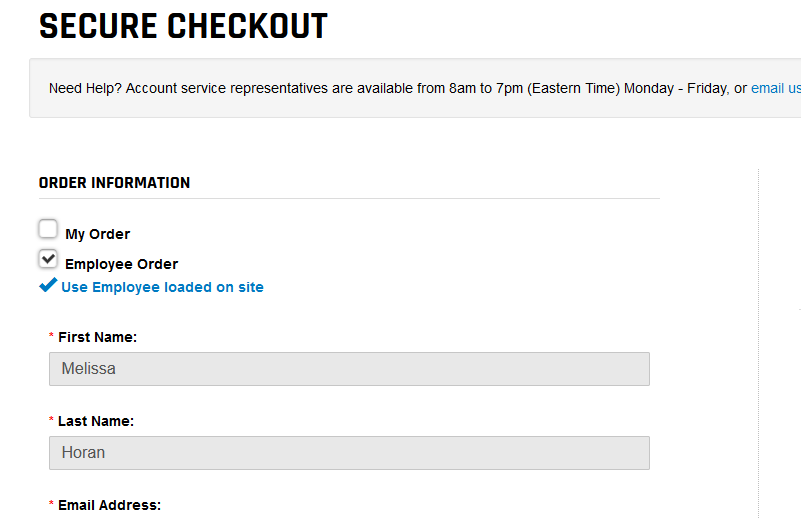 SECURE CHECKOUT
Need Help? Account service representatives are available from 8am to 7pm (Eastern Time) Monday - Friday, or email us
ORDER INFORMATION
My Order
Employee Order
Use Employee loaded on site
* First Name:
Melissa
* Last Name:
Horan
* Email Address: